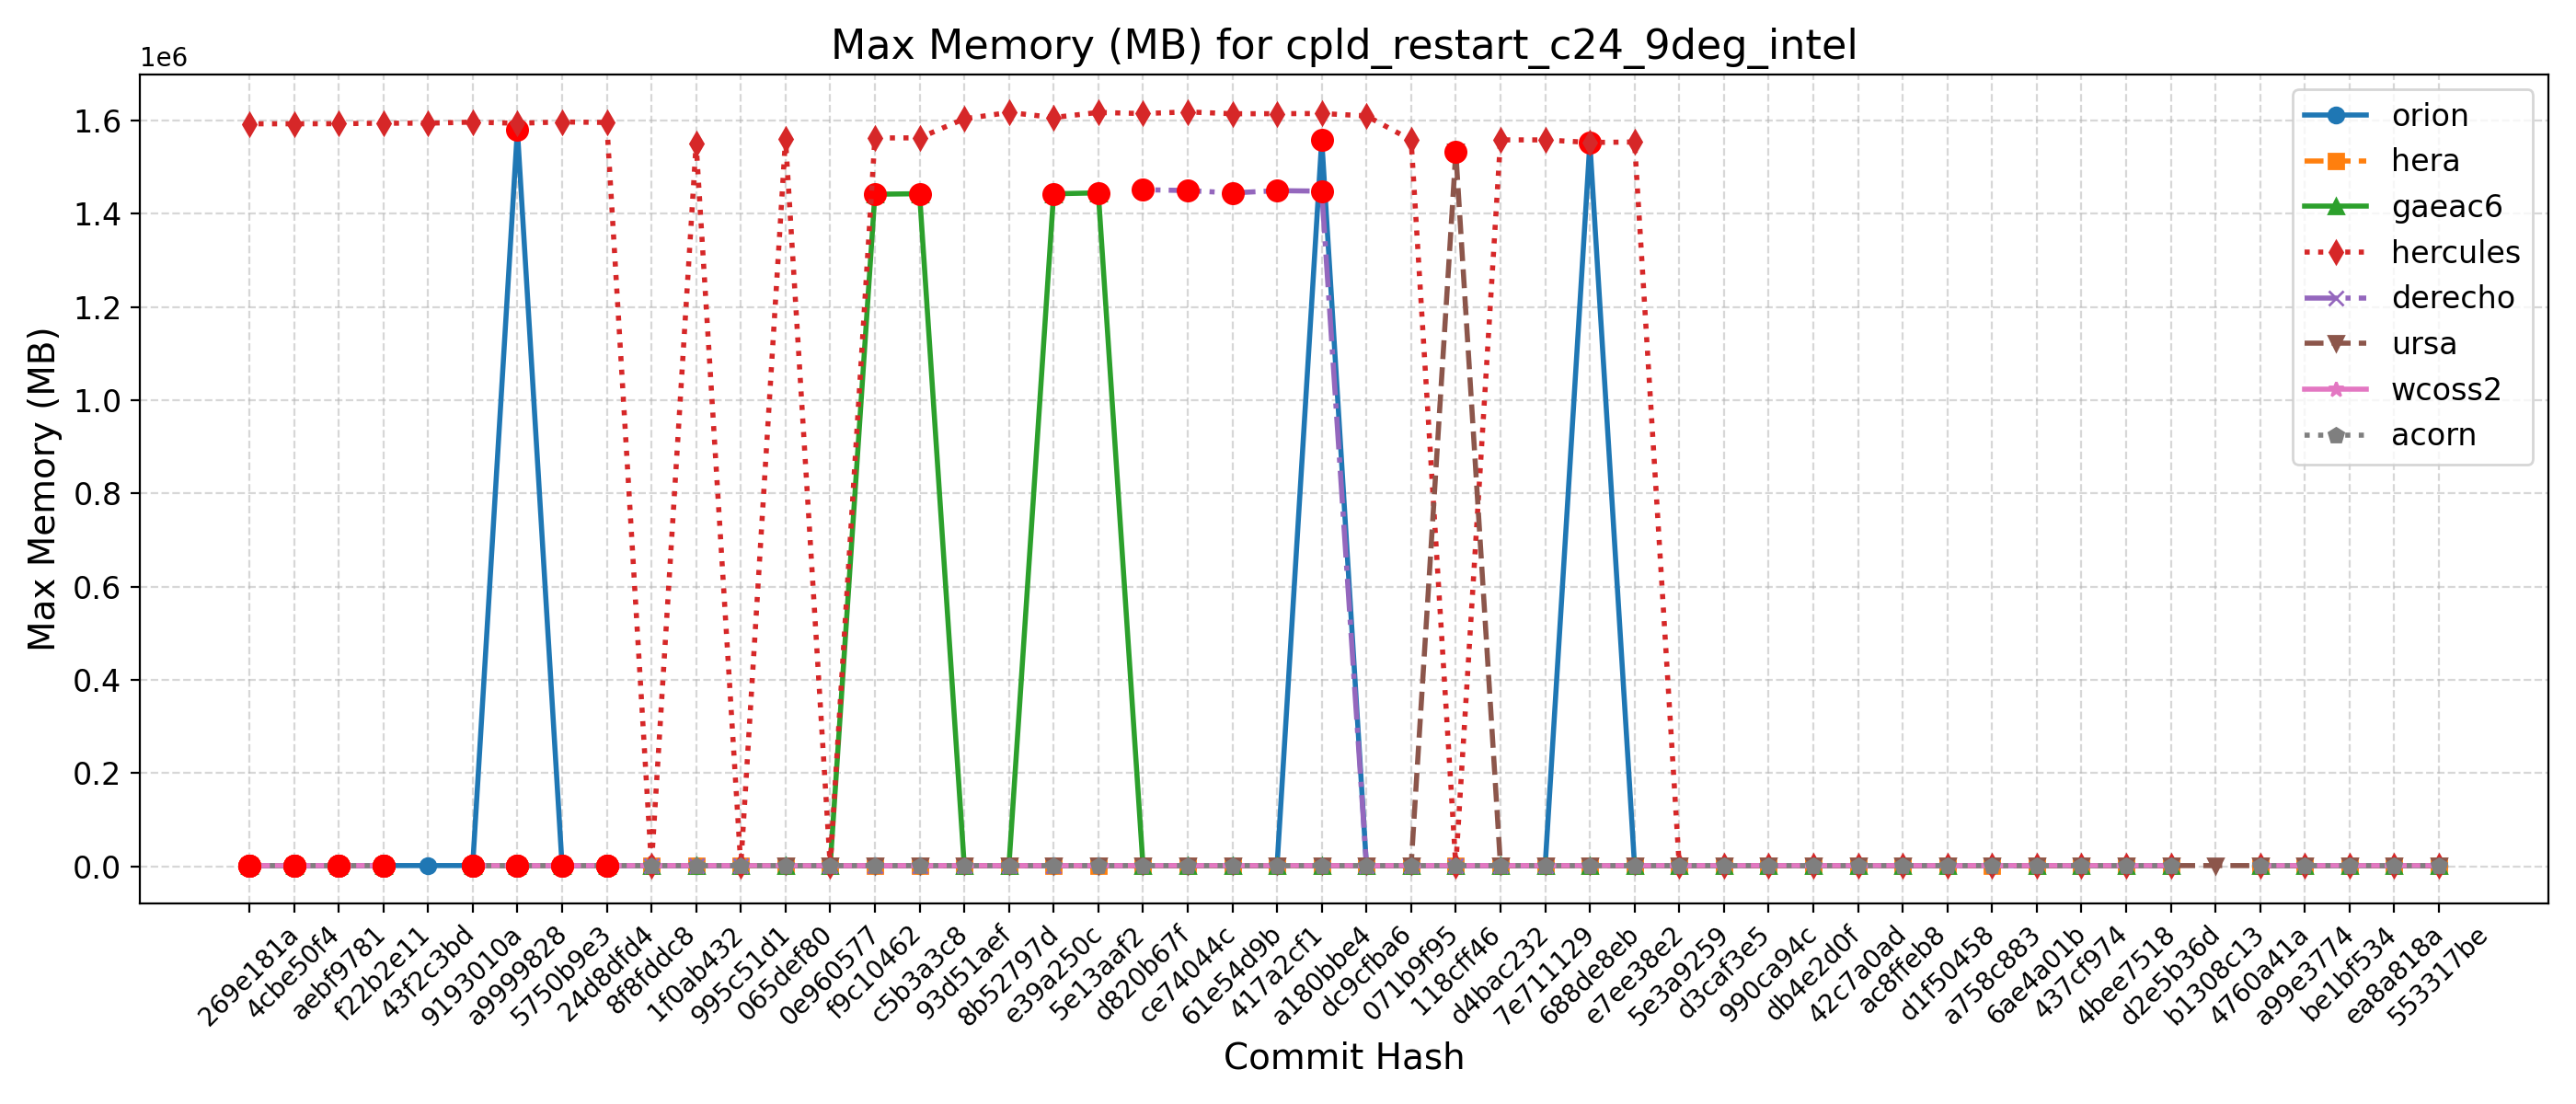 Max Memory (MB) for cpld_restart_c24_9deg_intel
1e6
1.6
1.4
1.2
1.0
0.8
0.6
0.4
0.2
0.0
Max Memory (MB)
orion
hera
gaeac6
hercules
derecho
ursa
wcoss2
acorn
269e181a
4cbe50f4
aebf9781
f22b2e11
43f2c3bd
9193010a
a9999828
5750b9e3
24d8dfd4
8f8fddc8
1f0ab432
995c51d1
065def80
0e960577
f9c10462
c5b3a3c8
93d51aef
8b52797d
e39a250c
5e13aaf2
d820b67f
ce74044c
61e54d9b
417a2cf1
a180bbe4
dc9cfba6
071b9f95
118cff46
d4bac232
7e711129
688de8eb
e7ee38e2
5e3a9259
d3caf3e5
990ca94c
db4e2d0f
42c7a0ad
ac8ffeb8
d1f50458
a758c883
6ae4a01b
437cf974
4bee7518
d2e5b36d
b1308c13
4760a41a
a99e3774
be1bf534
ea8a818a
553317be
Commit Hash